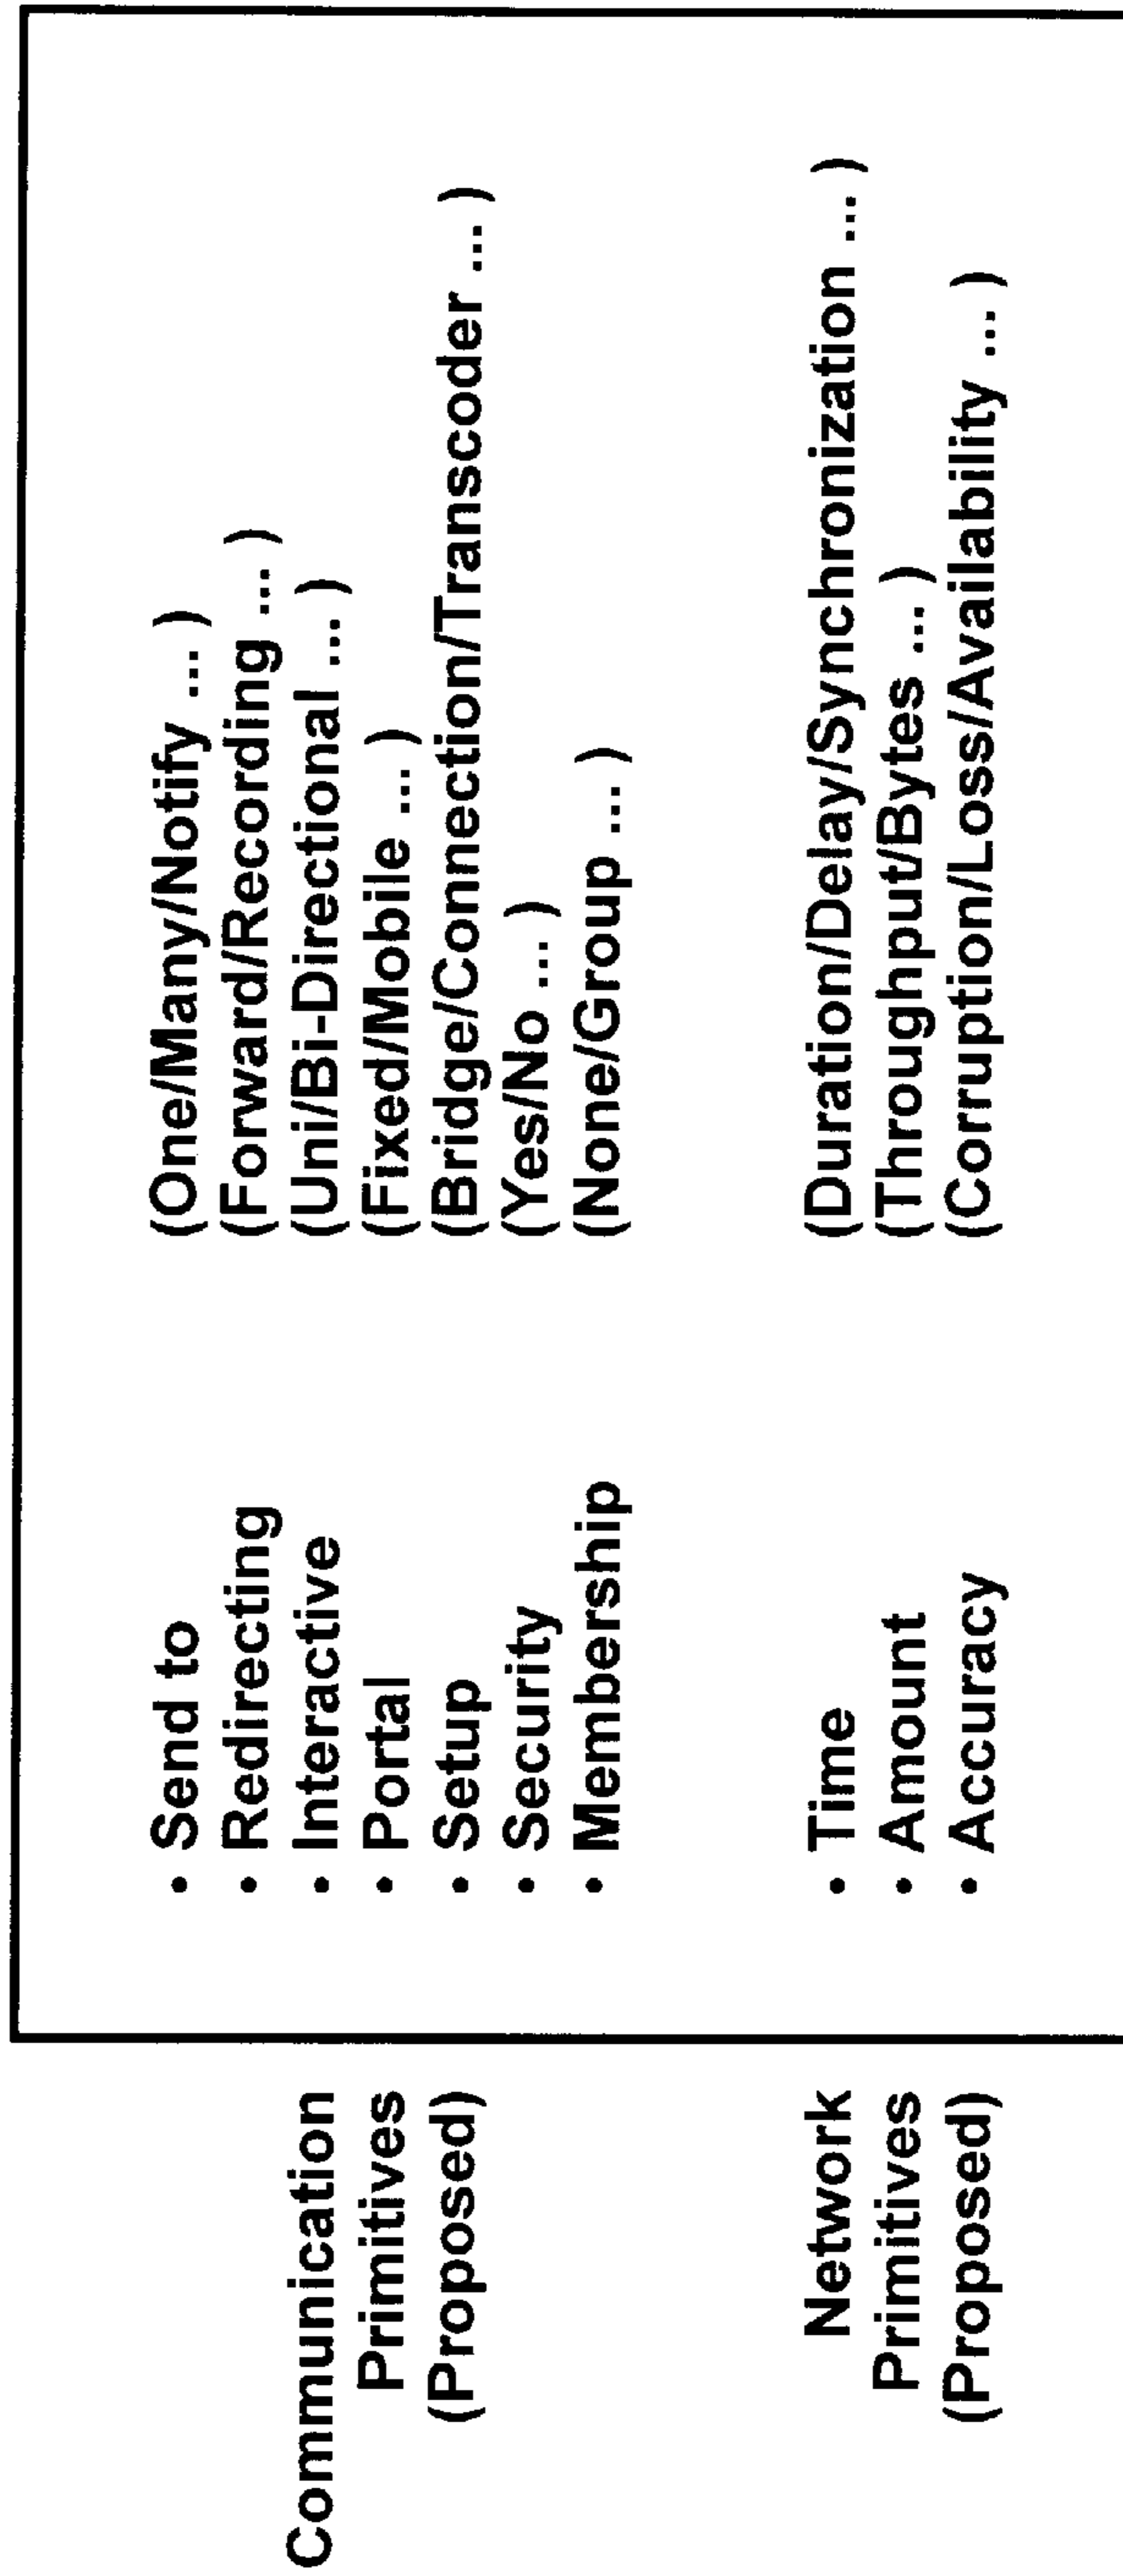 Communication
Primitives
(Proposed)
• Send to (One/Many/Notify ... )
• Redirecting (Forward/Recording ... )
• Interactive (Uni/Bi-Directional ... )
• Portal (Fixed/Mobile ... )
• Setup (Bridge/Connection/Transcoder ... )
• Security (Yes/No ... )
• Membership (None/Group ... )
Network
Primitives
(Proposed)
• Time (Duration/Delay/Synchronization ... )
• Amount (Throughput/Bytes ... )
• Accuracy (Corruption/Loss/Availability ... )